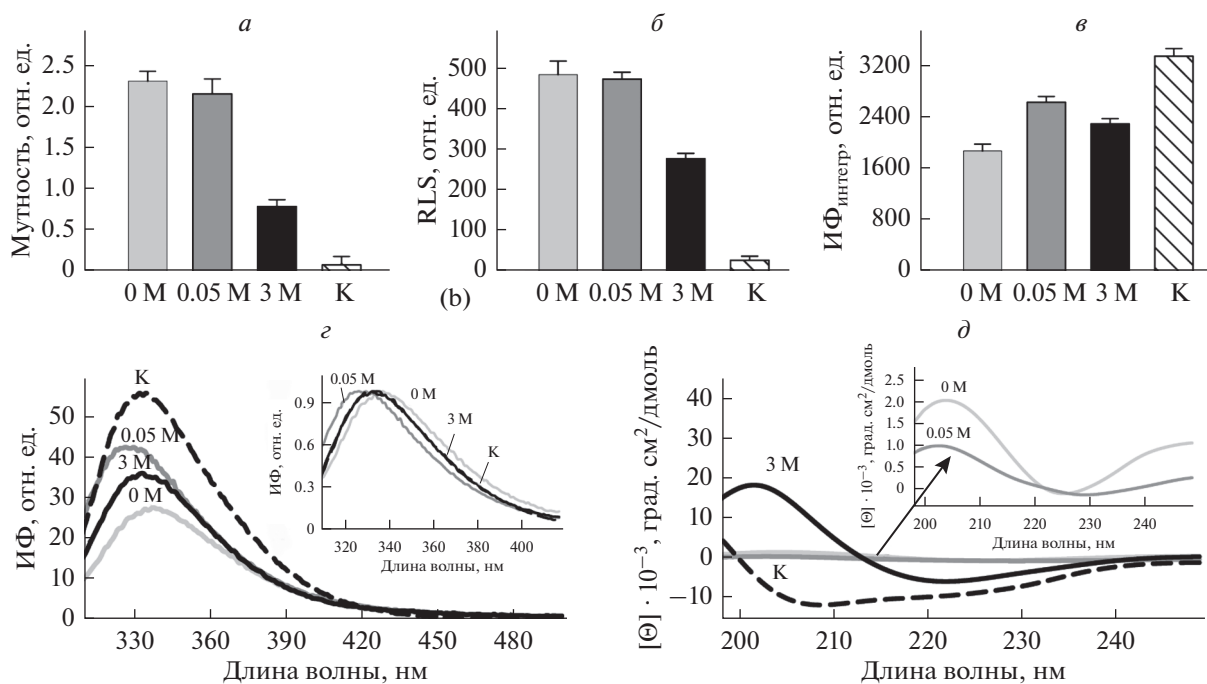 а
Мутность, отн. ед.
2.5
2.0
1.5
1.0
0.5
0
0 M 0.05 M 3 M K
б
RLS, отн. ед.
500
400
300
200
100
0
0 M 0.05 M 3 M K
(b)
в
ИФинтегр, отн. ед.
3200
2400
1600
800
0
0 M 0.05 M 3 M K
г
ИФ, отн. ед.
50
40
30
20
10
0
K
0.05 M
3 M
0 M
330 360 390 420 450 480
Длина волны, нм
ИФ, отн. ед.
0.9
0.6
0.3
0
0.05 M
0 M
3 M
K
320 340 360 380 400
Длина волны, нм
д
[Θ] · 10⁻³, град. см²/дмоль
40
30
20
10
0
−10
3 M
K
200 210 220 230 240
Длина волны, нм
[Θ] · 10⁻³, град. см²/дмоль
2.5
2.0
1.5
1.0
0.5
0
0 M
0.05 M
200 210 220 230 240
Длина волны, нм